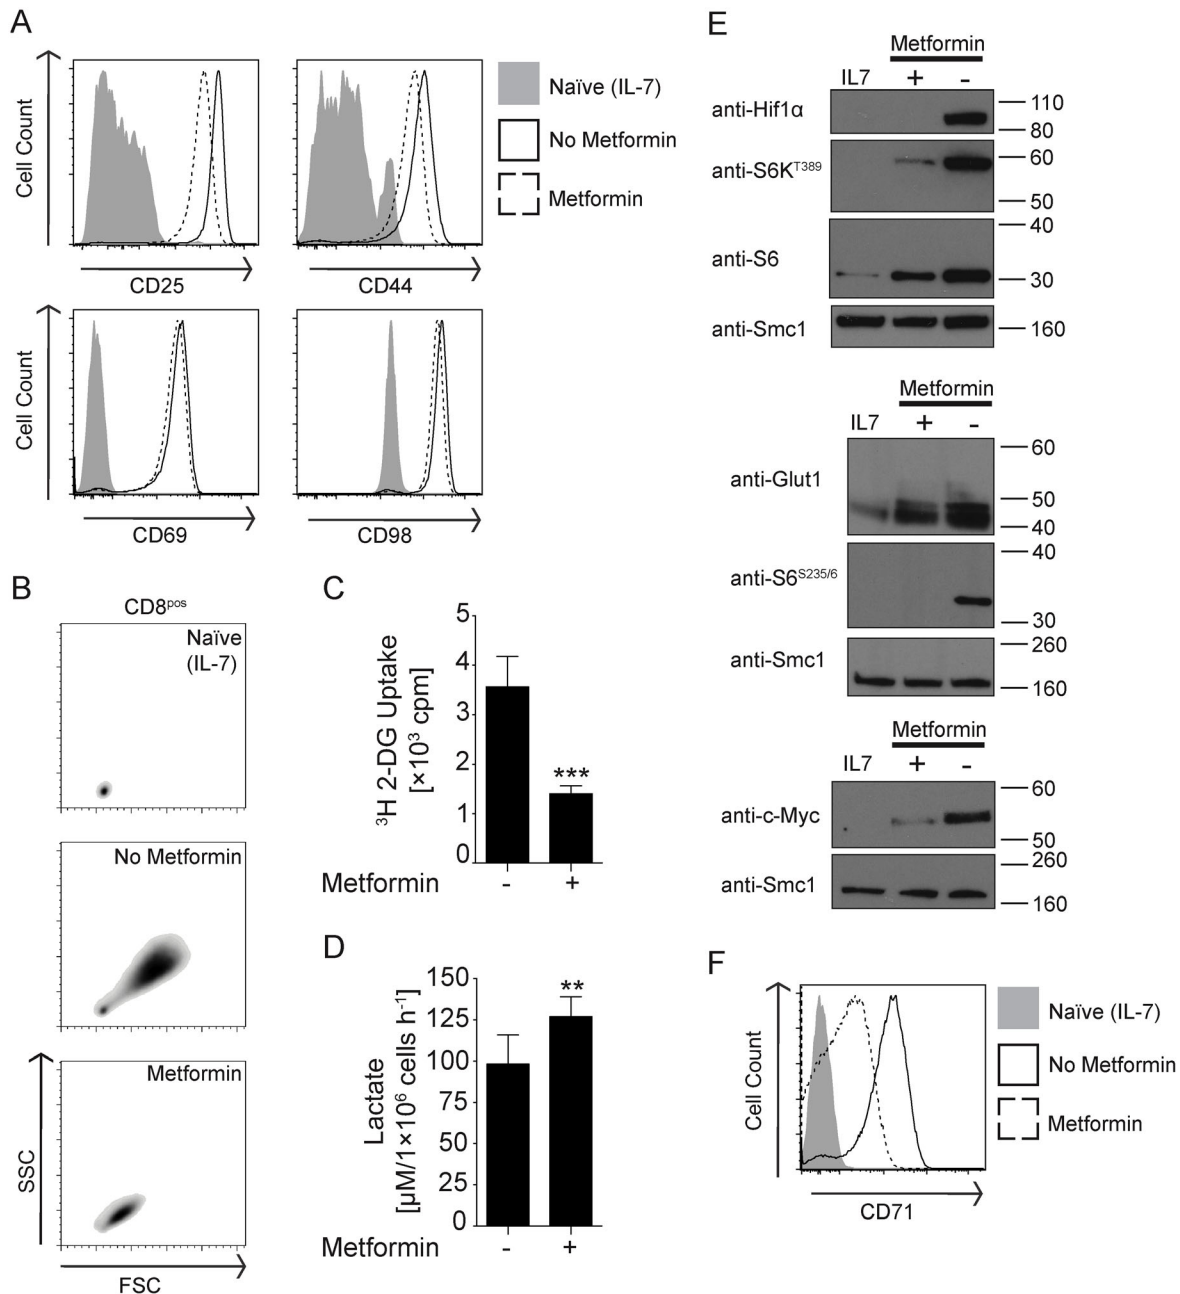 A
Cell Count
CD25
CD44
Naïve (IL-7)
No Metformin
Metformin
Cell Count
CD69
CD98
B
CD8pos
Naïve
(IL-7)
No Metformin
Metformin
SSC
FSC
C
³H 2-DG Uptake
[×10³ cpm]
5
4
3
2
1
0
***
Metformin - +
D
Lactate
[µM/1×10⁶ cells h⁻¹]
150
125
100
75
50
25
0
**
Metformin - +
E
Metformin
IL7 + -
anti-Hif1α
110
80
anti-S6KT389
60
50
anti-S6
40
30
anti-Smc1
160
Metformin
IL7 + -
anti-Glut1
60
50
40
anti-S6S235/6
40
30
anti-Smc1
260
160
Metformin
IL7 + -
anti-c-Myc
60
50
anti-Smc1
260
160
F
Cell Count
CD71
Naïve (IL-7)
No Metformin
Metformin